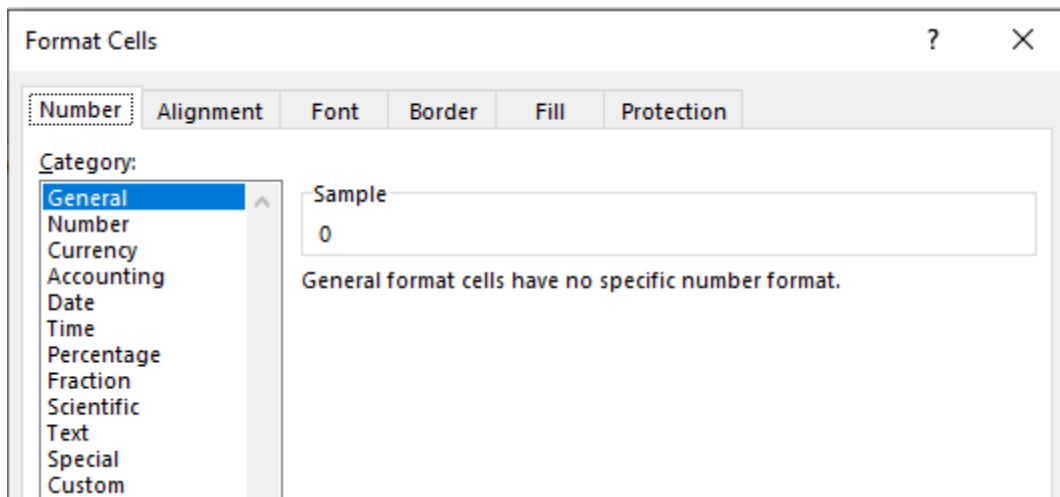 Format Cells ?
Number Alignment Font Border Fill Protection
Category:
General
Number
Currency
Accounting
Date
Time
Percentage
Fraction
Scientific
Text
Special
Custom
Sample
0
General format cells have no specific number format.